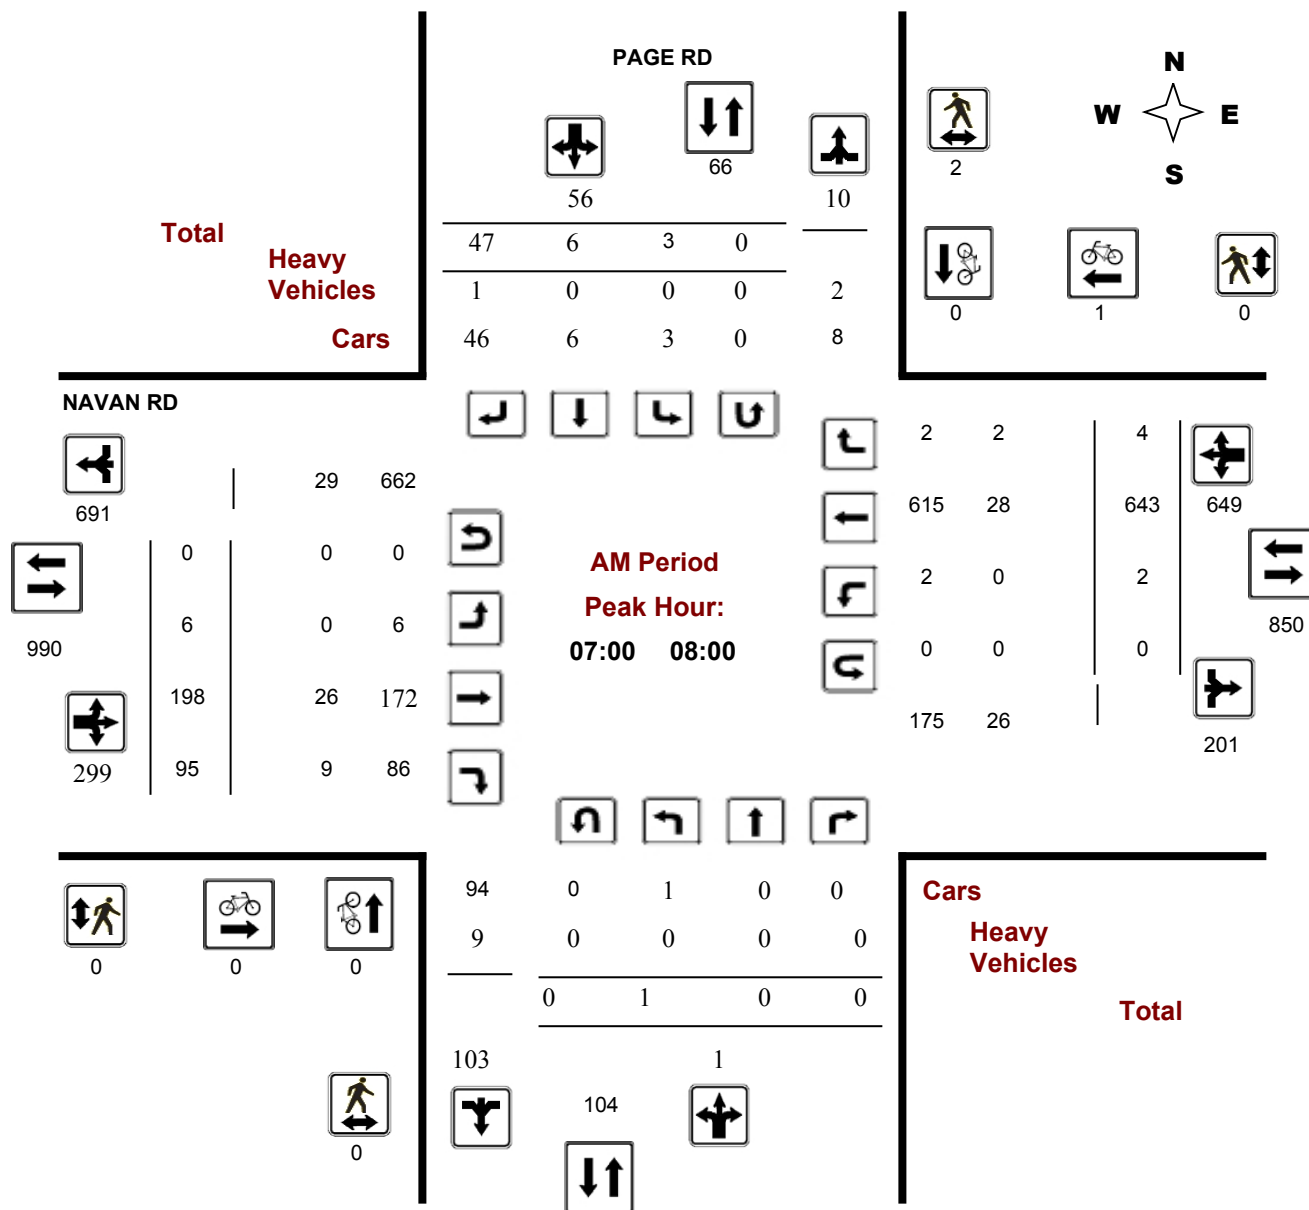 PAGE RD
N
W E
S
66
2
56
10
Total
47 6 3 0
Heavy
Vehicles
1 0 0 0 2
0 1 0
Cars
46 6 3 0 8
NAVAN RD
2 2 4
29 662
691
615 28 643 649
0 0 0
AM Period
2 0 2
Peak Hour:
6 0 6
850
990
07:00 08:00
0 0 0
198 26 172
175 26
201
299
95 9 86
94 0 1 0 0
Cars
9 0 0 0 0
Heavy
Vehicles
0 0 0
0 1 0 0
Total
103 1
104
0